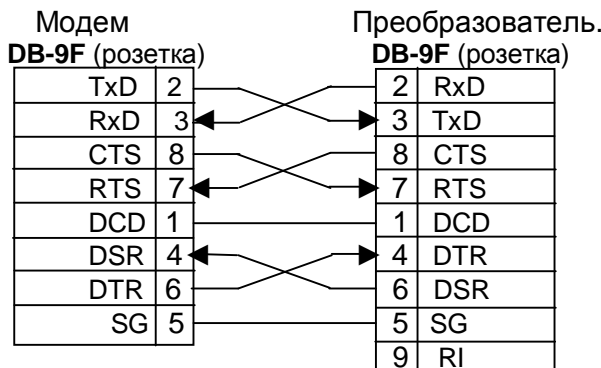 Модем Преобразователь.
DB-9F (розетка) DB-9F (розетка)
TxD 2 2 RxD
RxD 3 3 TxD
CTS 8 8 CTS
RTS 7 7 RTS
DCD 1 1 DCD
DSR 4 4 DTR
DTR 6 6 DSR
SG 5 5 SG
9 RI